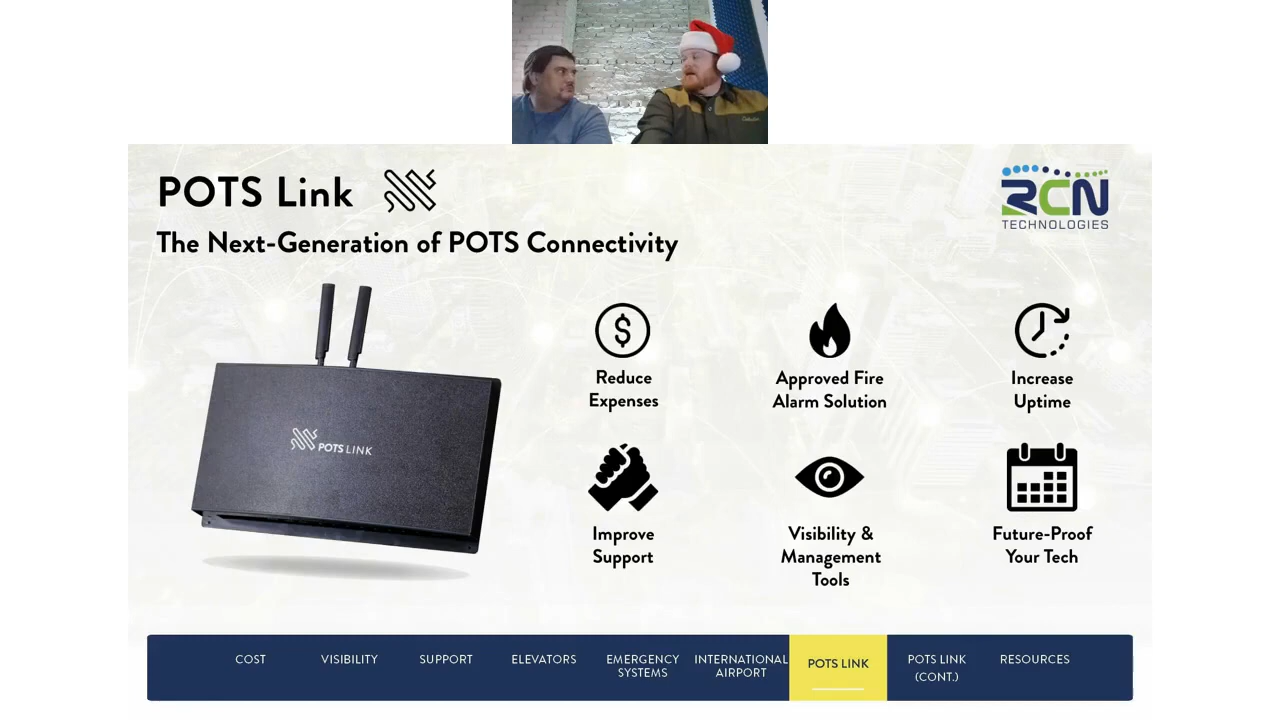 POTS Link
RCN
TECHNOLOGIES
The Next-Generation of POTS Connectivity
POTS LINK
Reduce
Expenses
Approved Fire
Alarm Solution
Increase
Uptime
Improve
Support
Visibility &
Management
Tools
Future-Proof
Your Tech
COST
VISIBILITY
SUPPORT
ELEVATORS
EMERGENCY
SYSTEMS
INTERNATIONAL
AIRPORT
POTS LINK
POTS LINK
(CONT.)
RESOURCES